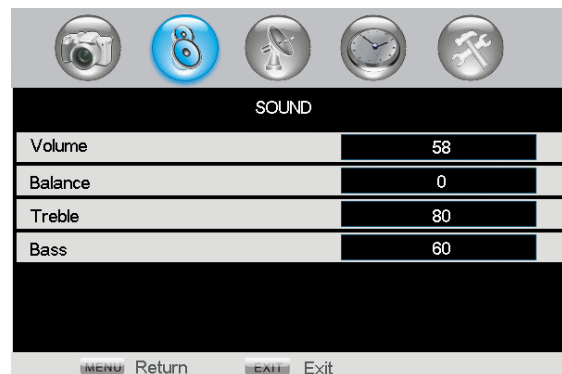 SOUND
Volume 58
Balance 0
Treble 80
Bass 60
MENU Return EXIT Exit